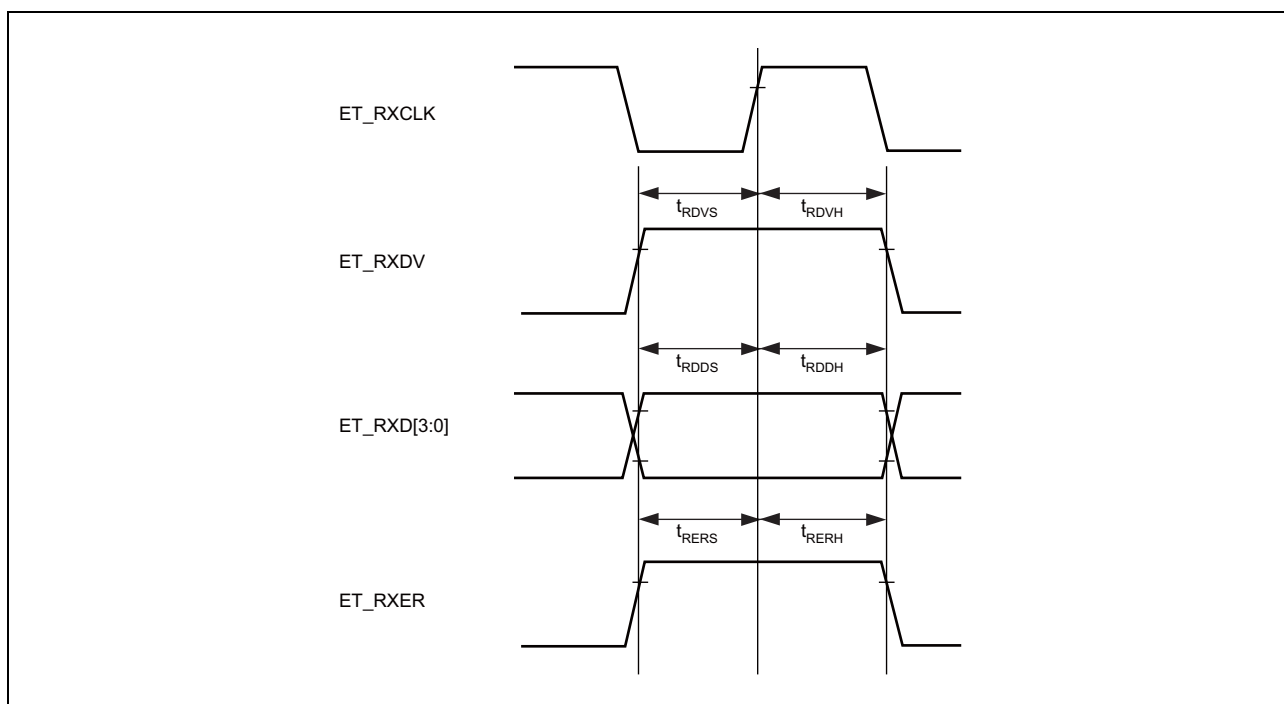 ET_RXCLK
tRDVS tRDVH
ET_RXDV
tRDDS tRDDH
ET_RXD[3:0]
tRERS tRERH
ET_RXER